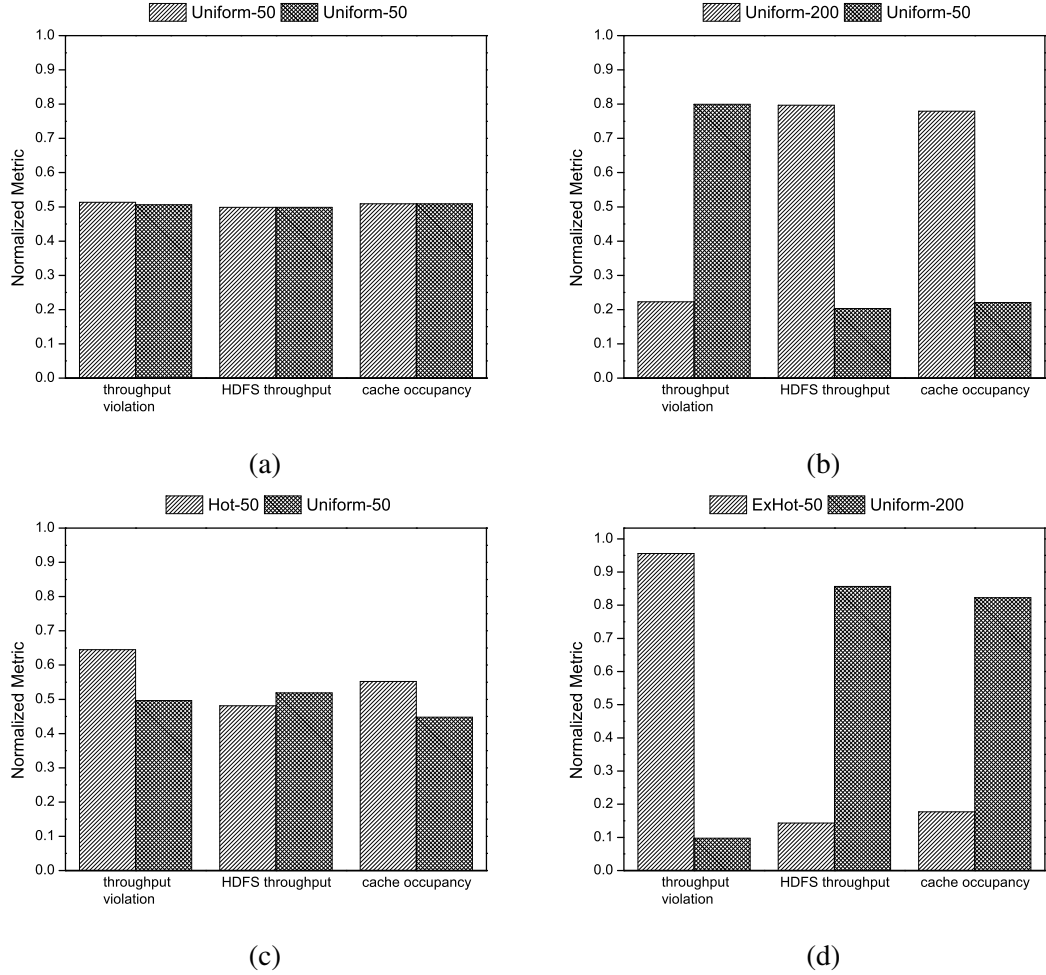 Uniform-50 Uniform-50
1.0
0.9
0.8
0.7
0.6
0.5
0.4
0.3
0.2
0.1
0.0
Normalized Metric
throughput violation
HDFS throughput
cache occupancy
(a)
Uniform-200 Uniform-50
1.0
0.9
0.8
0.7
0.6
0.5
0.4
0.3
0.2
0.1
0.0
Normalized Metric
throughput violation
HDFS throughput
cache occupancy
(b)
Hot-50 Uniform-50
1.0
0.9
0.8
0.7
0.6
0.5
0.4
0.3
0.2
0.1
0.0
Normalized Metric
throughput violation
HDFS throughput
cache occupancy
(c)
ExHot-50 Uniform-200
1.0
0.9
0.8
0.7
0.6
0.5
0.4
0.3
0.2
0.1
0.0
Normalized Metric
throughput violation
HDFS throughput
cache occupancy
(d)